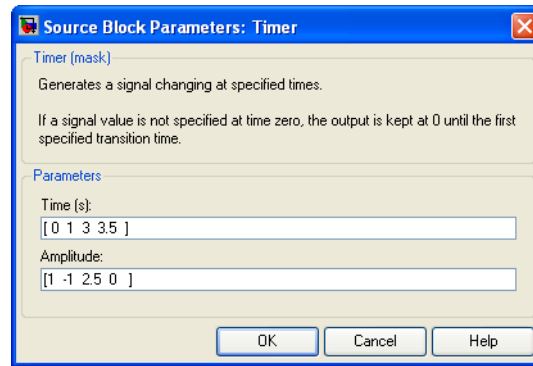 Source Block Parameters: Timer
Timer (mask)
Generates a signal changing at specified times.
If a signal value is not specified at time zero, the output is kept at 0 until the first
specified transition time.
Parameters
Time (s):
[ 0 1 3 3.5 ]
Amplitude:
[1 -1 2.5 0 ]
OK Cancel Help